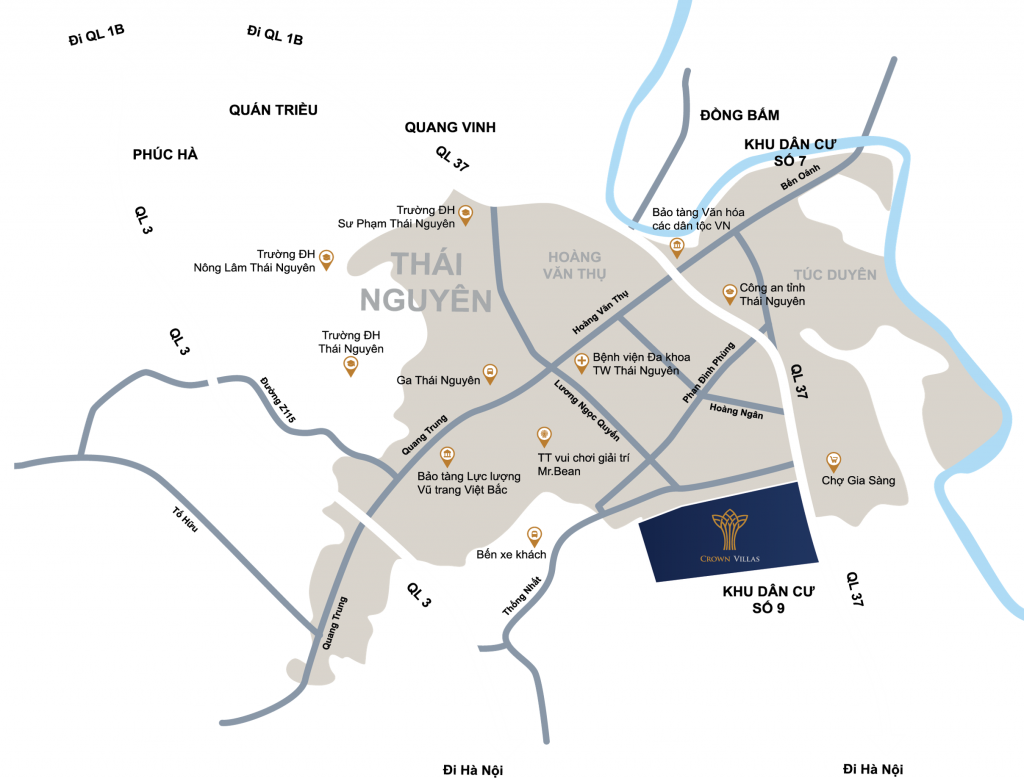 Đi QL 1B
Đi QL 1B
QUÁN TRIỀU
ĐỒNG BẨM
QUANG VINH
PHÚC HÀ
KHU DÂN CƯ
SỐ 7
QL 37
Bến Oánh
QL 3
Trường ĐH
Sư Phạm Thái Nguyên
Bảo tàng Văn hóa
các dân tộc VN
Trường ĐH
Nông Lâm Thái Nguyên
THÁI
NGUYÊN
HOÀNG
VĂN THỤ
TÚC DUYÊN
Công an tỉnh
Thái Nguyên
Hoàng Văn Thụ
QL 3
Trường ĐH
Thái Nguyên
Bệnh viện Đa khoa
TW Thái Nguyên
Phan Đình Phùng
Ga Thái Nguyên
QL 37
Đường Z115
Lương Ngọc Quyến
Hoàng Ngân
Quang Trung
TT vui chơi giải trí
Mr.Bean
Bảo tàng Lực lượng
Vũ trang Việt Bắc
Chợ Gia Sàng
Tố Hữu
Bến xe khách
CROWN VILLAS
QL 3
Thống Nhất
KHU DÂN CƯ
SỐ 9
QL 37
Quang Trung
Đi Hà Nội
Đi Hà Nội